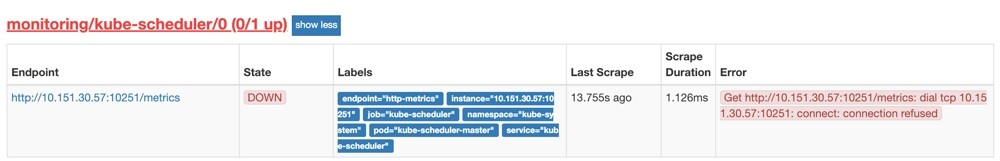 monitoring/kube-scheduler/0 (0/1 up) show less
Endpoint State Labels Last Scrape Scrape Duration Error
http://10.151.30.57:10251/metrics DOWN endpoint="http-metrics" instance="10.151.30.57:10 13.755s ago 1.126ms Get http://10.151.30.57:10251/metrics: dial tcp 10.15
251" job="kube-scheduler" namespace="kube-sy 1.30.57:10251: connect: connection refused
stem" pod="kube-scheduler-master" service="kub
e-scheduler"